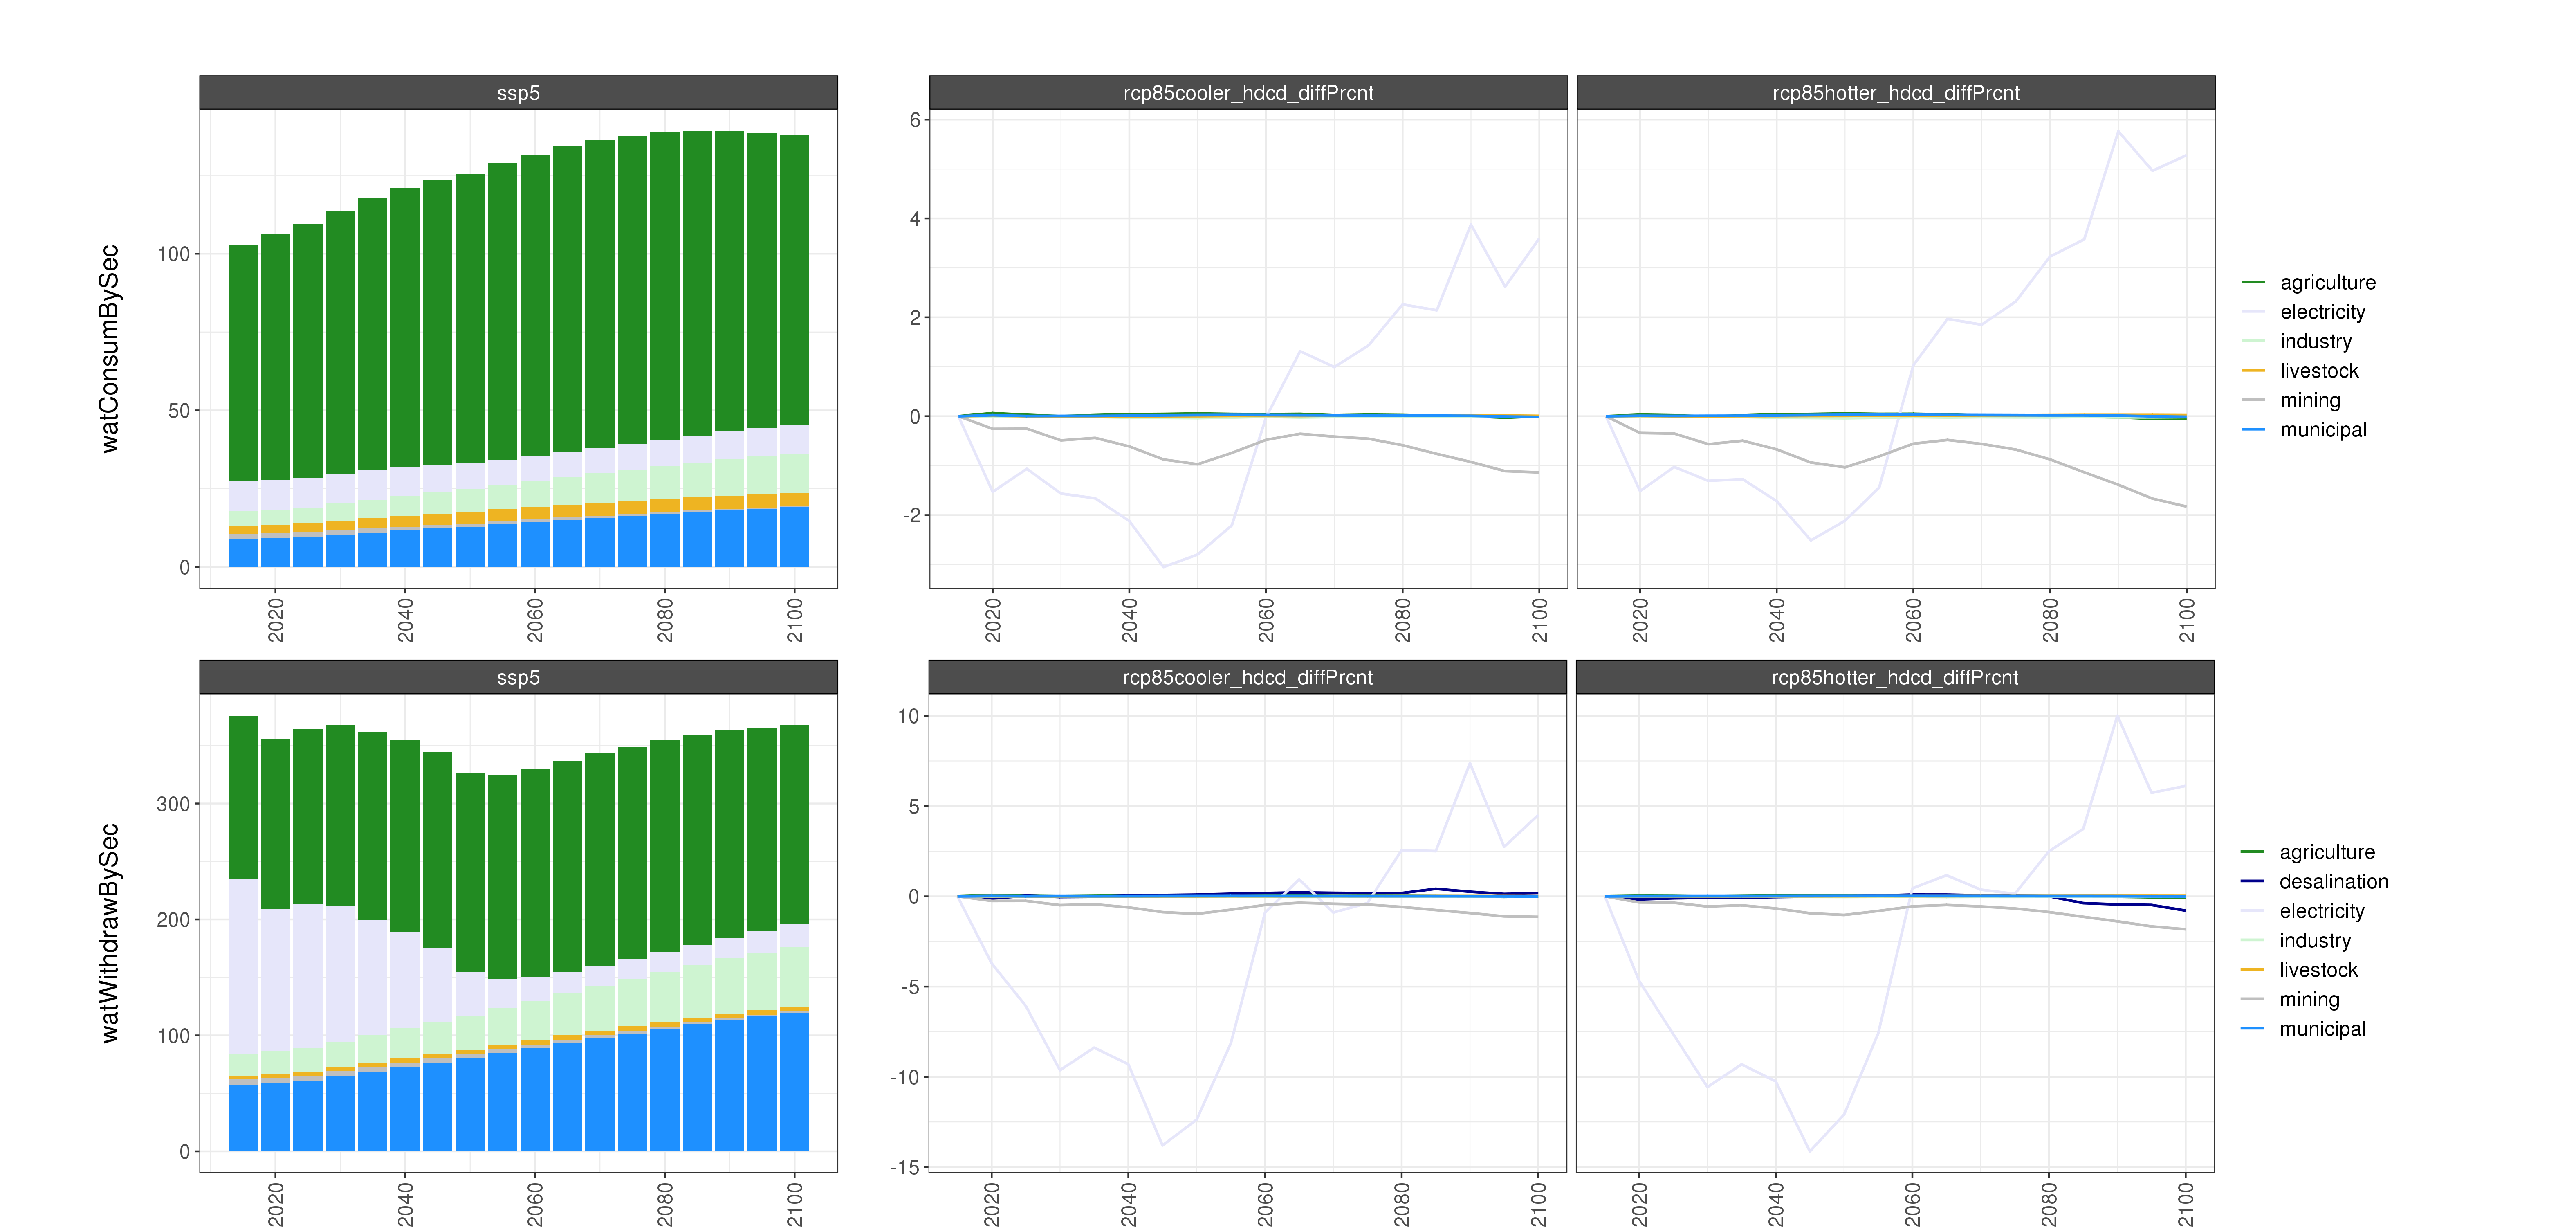 ssp5
rcp85cooler_hdcd_diffPrcnt
rcp85hotter_hdcd_diffPrcnt
watConsumBySec
100
50
0
6
4
2
0
-2
2020
2040
2060
2080
2100
2020
2040
2060
2080
2100
2020
2040
2060
2080
2100
agriculture
electricity
industry
livestock
mining
municipal
ssp5
rcp85cooler_hdcd_diffPrcnt
rcp85hotter_hdcd_diffPrcnt
watWithdrawBySec
300
200
100
0
10
5
0
-5
-10
-15
2020
2040
2060
2080
2100
2020
2040
2060
2080
2100
2020
2040
2060
2080
2100
agriculture
desalination
electricity
industry
livestock
mining
municipal